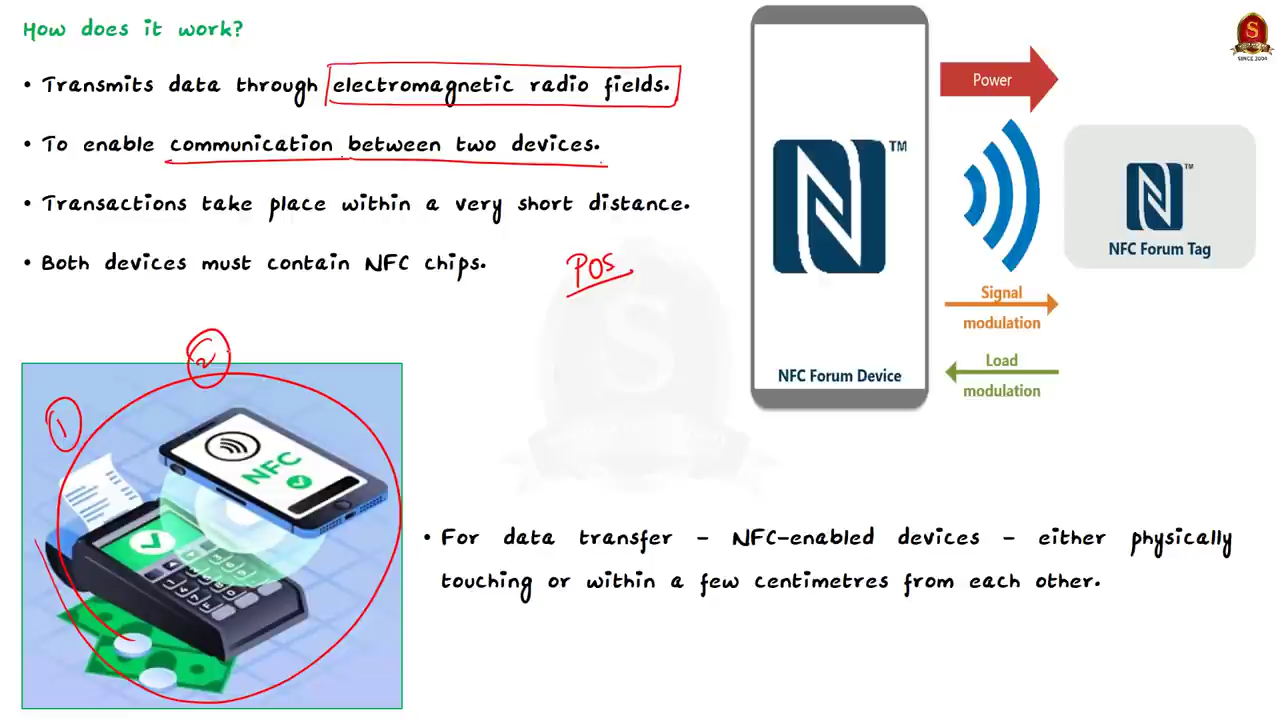 How does it work?
• Transmits data through electromagnetic radio fields.
• To enable communication between two devices.
• Transactions take place within a very short distance.
• Both devices must contain NFC chips.
POS
1
2
NFC
N TM
NFC Forum Device
Power
Signal
modulation
Load
modulation
N TM
NFC Forum Tag
S
SINCE 2004
S
• For data transfer – NFC-enabled devices – either physically
touching or within a few centimetres from each other.